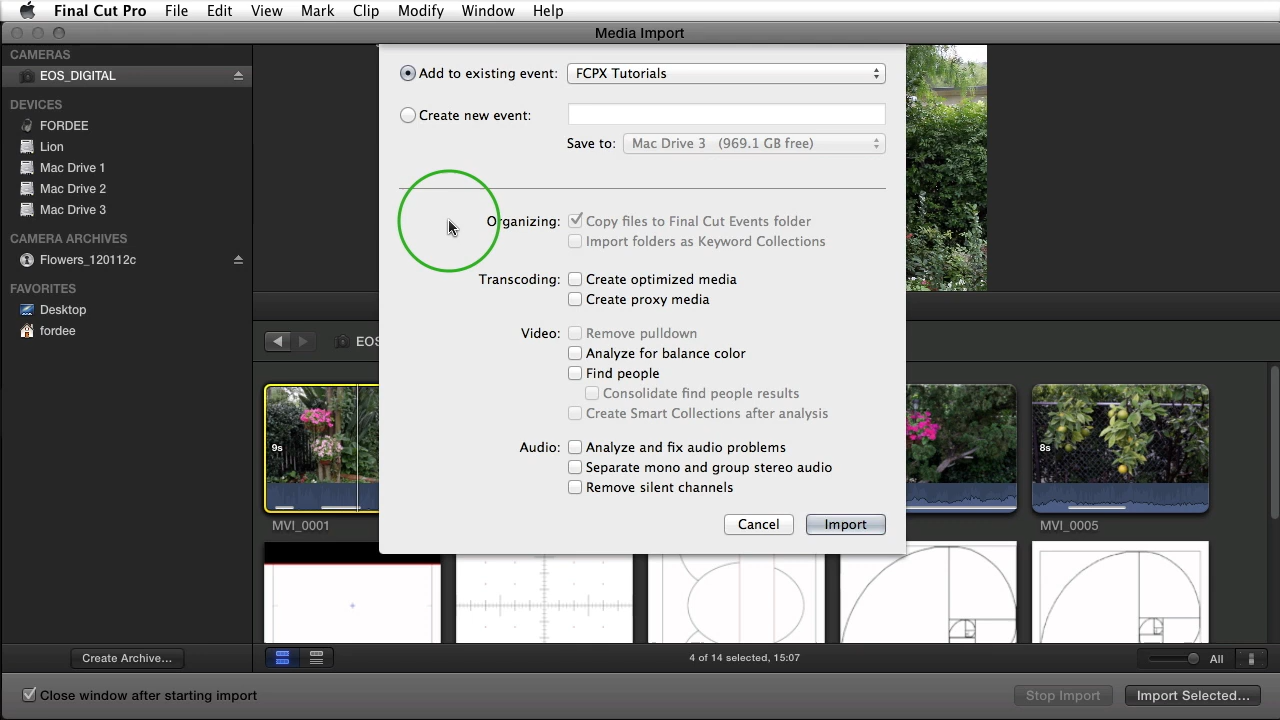 Final Cut Pro File Edit View Mark Clip Modify Window Help
Media Import
CAMERAS
EOS_DIGITAL
DEVICES
FORDEE
Lion
Mac Drive 1
Mac Drive 2
Mac Drive 3
CAMERA ARCHIVES
Flowers_120112c
FAVORITES
Desktop
fordee
Add to existing event: FCPX Tutorials
Create new event:
Save to: Mac Drive 3 (969.1 GB free)
Organizing: Copy files to Final Cut Events folder
Import folders as Keyword Collections
Transcoding: Create optimized media
Create proxy media
Video: Remove pulldown
Analyze for balance color
Find people
Consolidate find people results
Create Smart Collections after analysis
Audio: Analyze and fix audio problems
Separate mono and group stereo audio
Remove silent channels
Cancel Import
EOS
9s
8s
MVI_0001
MVI_0005
Create Archive...
4 of 14 selected, 15:07
All
Close window after starting import
Stop Import Import Selected...